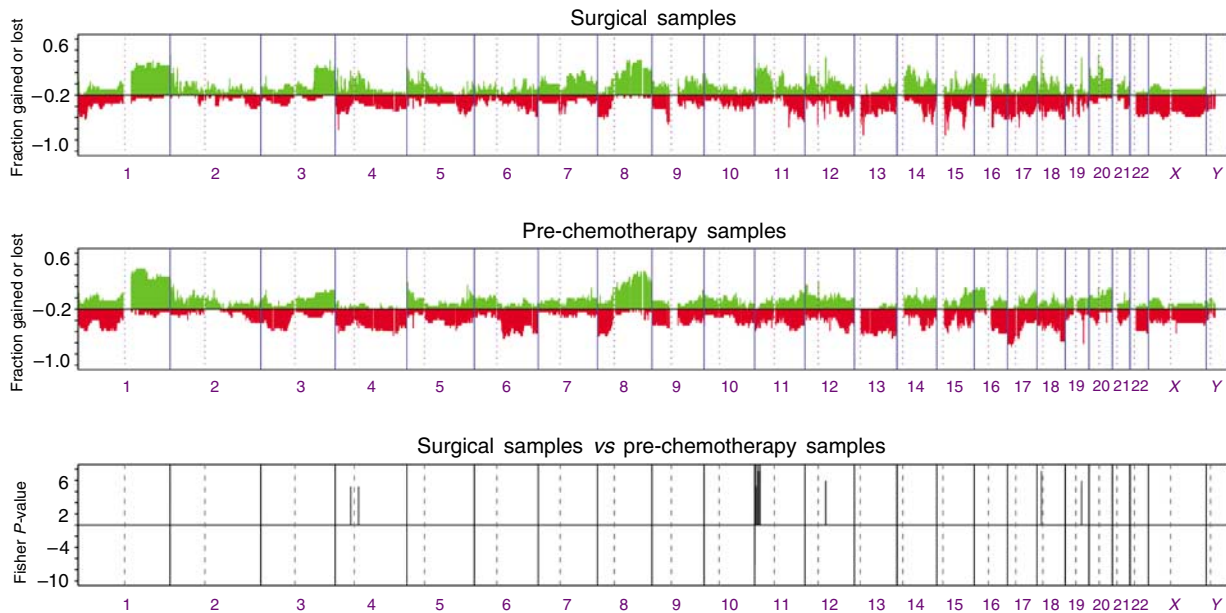 Surgical samples
Fraction gained or lost
0.6
−0.2
−1.0
1 2 3 4 5 6 7 8 9 10 11 12 13 14 15 16 17 18 19 20 21 22 X Y
Pre-chemotherapy samples
Fraction gained or lost
0.6
−0.2
−1.0
1 2 3 4 5 6 7 8 9 10 11 12 13 14 15 16 17 18 19 20 21 22 X Y
Surgical samples vs pre-chemotherapy samples
Fisher P-value
6
2
−4
−10
1 2 3 4 5 6 7 8 9 10 11 12 13 14 15 16 17 18 19 20 21 22 X Y